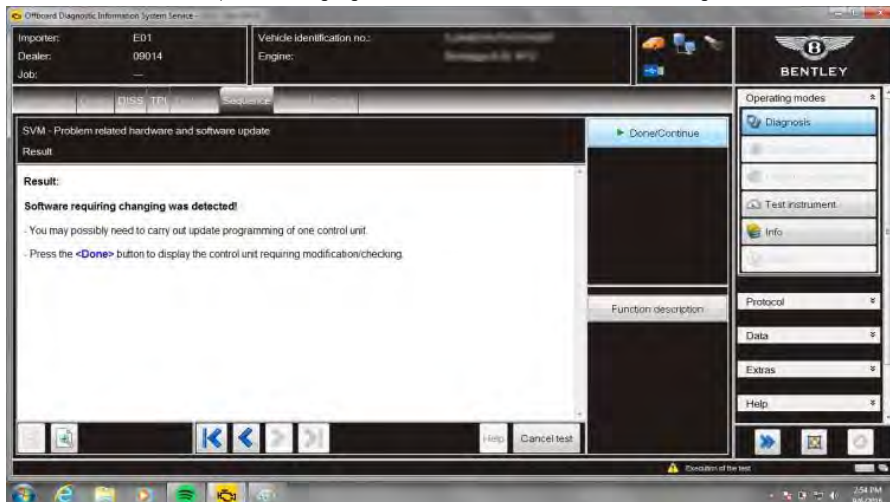 Offboard Diagnostic Information System Service -
Importer: E01
Dealer: 09014
Job: ---
Vehicle identification no.:
Engine:
BENTLEY
DISS TPI Sequence
SVM - Problem related hardware and software update
Result
Done/Continue
Result:
Software requiring changing was detected!
- You may possibly need to carry out update programming of one control unit.
- Press the <Done> button to display the control unit requiring modification/checking.
Function description
Help
Cancel test
Operating modes
Diagnosis
Test instrument
Info
Protocol
Data
Extras
Help
Execution of the test
2:54 PM